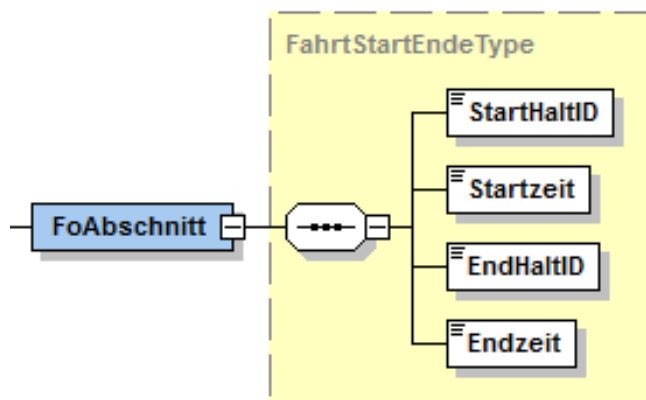 FahrtStartEndeType
StartHaltID
Startzeit
FoAbschnitt
EndHaltID
Endzeit